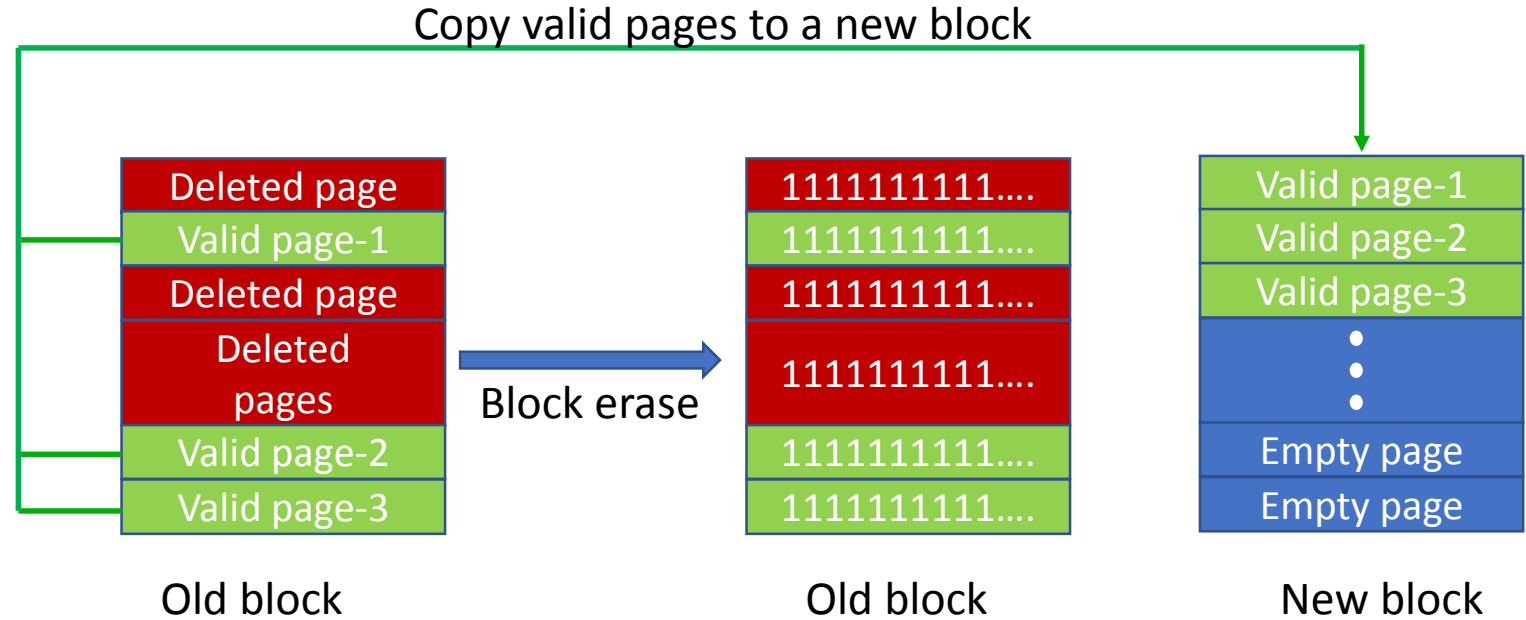 Copy valid pages to a new block
Deleted page
Valid page-1
Deleted page
Deleted
pages
Valid page-2
Valid page-3
Old block
Block erase
1111111111....
1111111111....
1111111111....
1111111111....
1111111111....
1111111111....
Old block
Valid page-1
Valid page-2
Valid page-3
Empty page
Empty page
New block